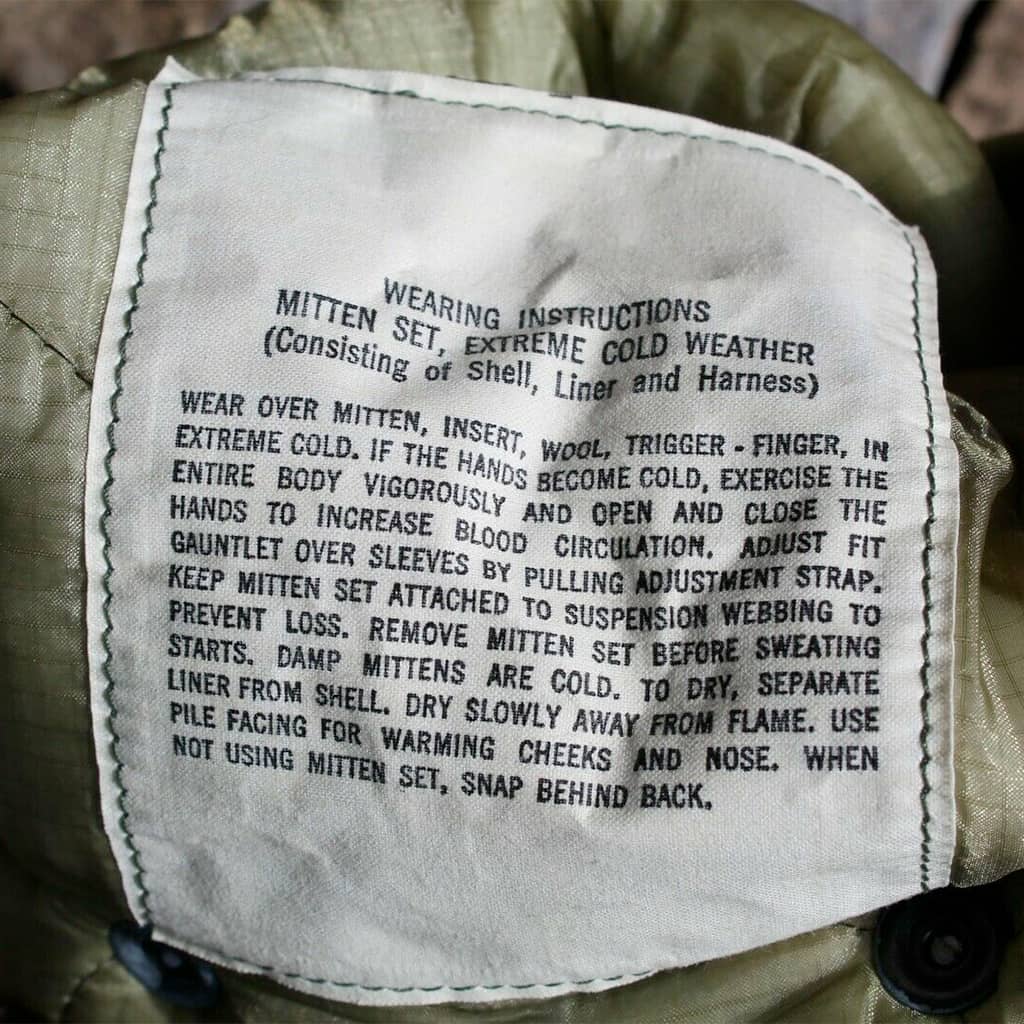 WEARING INSTRUCTIONS
MITTEN SET, EXTREME COLD WEATHER
(Consisting of Shell, Liner and Harness)
WEAR OVER MITTEN, INSERT, WOOL, TRIGGER - FINGER, IN
EXTREME COLD. IF THE HANDS BECOME COLD, EXERCISE THE
ENTIRE BODY VIGOROUSLY AND OPEN AND CLOSE THE
HANDS TO INCREASE BLOOD CIRCULATION. ADJUST FIT
GAUNTLET OVER SLEEVES BY PULLING ADJUSTMENT STRAP.
KEEP MITTEN SET ATTACHED TO SUSPENSION WEBBING TO
PREVENT LOSS. REMOVE MITTEN SET BEFORE SWEATING
STARTS. DAMP MITTENS ARE COLD. TO DRY, SEPARATE
LINER FROM SHELL. DRY SLOWLY AWAY FROM FLAME. USE
PILE FACING FOR WARMING CHEEKS AND NOSE. WHEN
NOT USING MITTEN SET, SNAP BEHIND BACK.